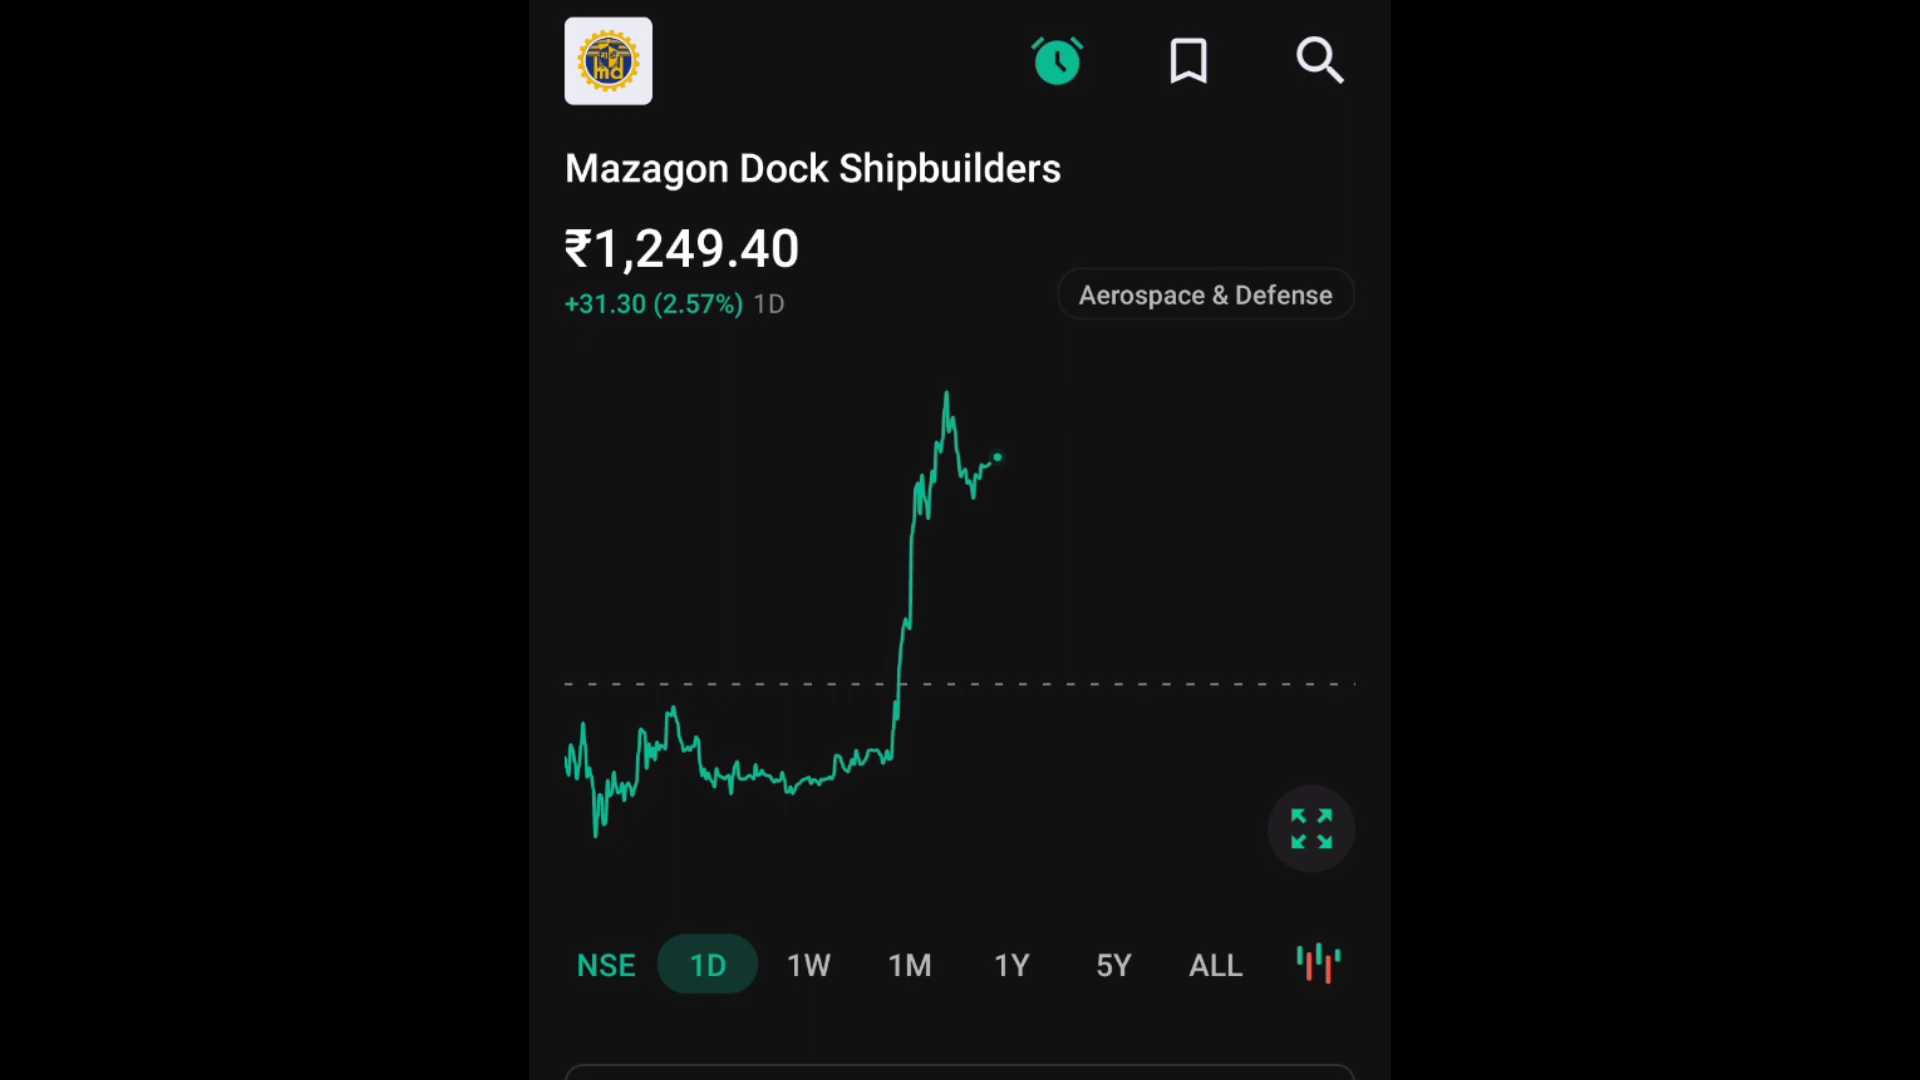 md
Mazagon Dock Shipbuilders
₹1,249.40
+31.30 (2.57%) 1D
Aerospace & Defense
NSE 1D 1W 1M 1Y 5Y ALL